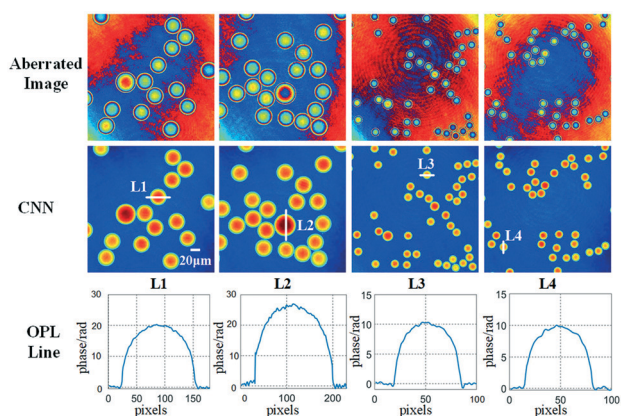 Aberrated
Image
CNN
L1
20μm
L2
L3
L4
OPL
Line
L1
phase/rad
30
20
10
0
0
50
100
150
pixels
L2
phase/rad
30
20
10
0
0
100
200
pixels
L3
phase/rad
15
10
5
0
0
50
100
pixels
L4
phase/rad
15
10
5
0
0
50
100
pixels